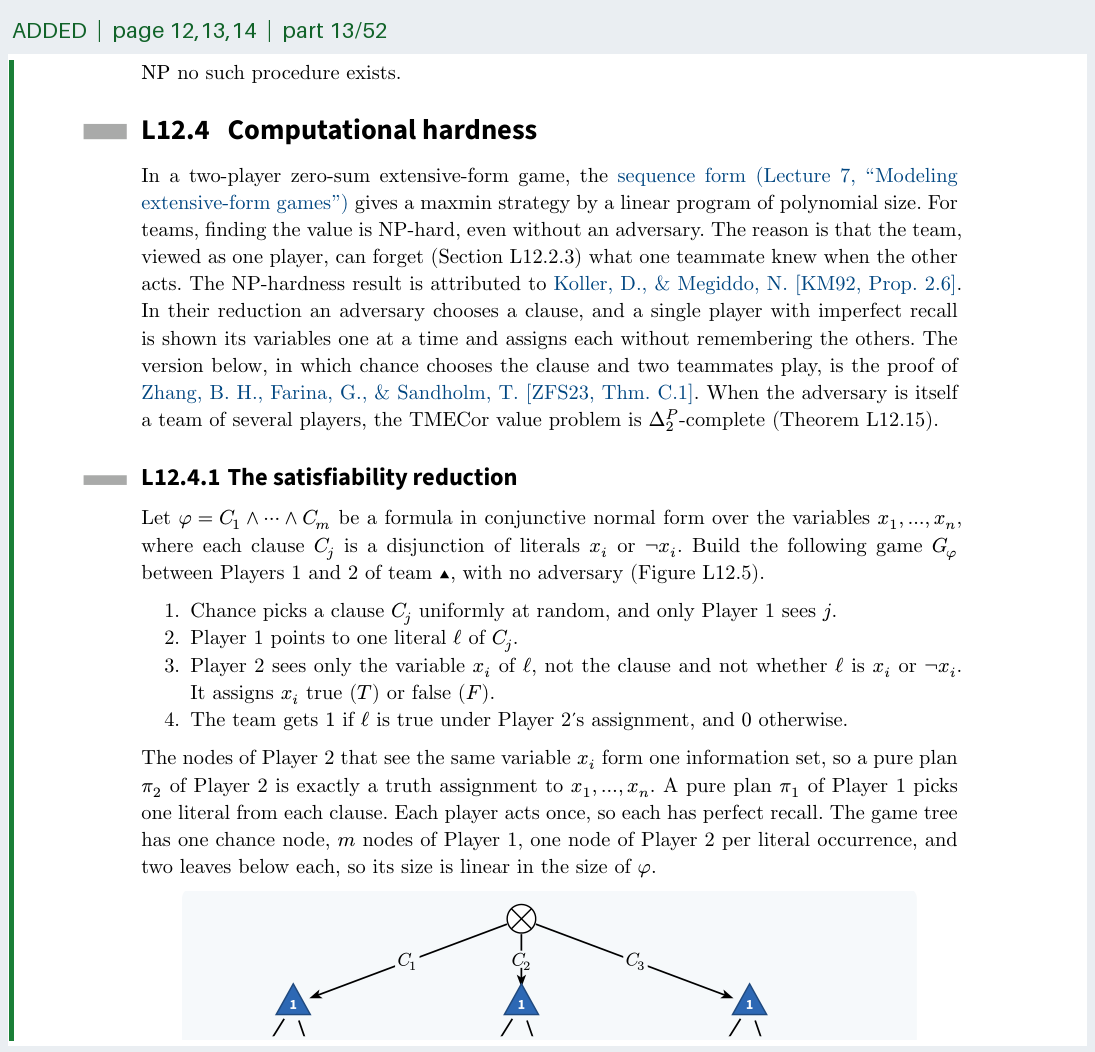 ADDED | page 12,13,14 | part 13/52
NP no such procedure exists.
L12.4 Computational hardness
In a two-player zero-sum extensive-form game, the sequence form (Lecture 7, “Modeling
extensive-form games”) gives a maxmin strategy by a linear program of polynomial size. For
teams, finding the value is NP-hard, even without an adversary. The reason is that the team,
viewed as one player, can forget (Section L12.2.3) what one teammate knew when the other
acts. The NP-hardness result is attributed to Koller, D., & Megiddo, N. [KM92, Prop. 2.6].
In their reduction an adversary chooses a clause, and a single player with imperfect recall
is shown its variables one at a time and assigns each without remembering the others. The
version below, in which chance chooses the clause and two teammates play, is the proof of
Zhang, B. H., Farina, G., & Sandholm, T. [ZFS23, Thm. C.1]. When the adversary is itself
a team of several players, the TMECor value problem is Δ₂ᴾ-complete (Theorem L12.15).
L12.4.1 The satisfiability reduction
Let φ = C₁ ∧ ⋯ ∧ Cₘ be a formula in conjunctive normal form over the variables x₁, ..., xₙ,
where each clause Cⱼ is a disjunction of literals xᵢ or ¬xᵢ. Build the following game G_φ
between Players 1 and 2 of team ▲, with no adversary (Figure L12.5).
1. Chance picks a clause Cⱼ uniformly at random, and only Player 1 sees j.
2. Player 1 points to one literal ℓ of Cⱼ.
3. Player 2 sees only the variable xᵢ of ℓ, not the clause and not whether ℓ is xᵢ or ¬xᵢ.
It assigns xᵢ true (T) or false (F).
4. The team gets 1 if ℓ is true under Player 2's assignment, and 0 otherwise.
The nodes of Player 2 that see the same variable xᵢ form one information set, so a pure plan
π₂ of Player 2 is exactly a truth assignment to x₁, ..., xₙ. A pure plan π₁ of Player 1 picks
one literal from each clause. Each player acts once, so each has perfect recall. The game tree
has one chance node, m nodes of Player 1, one node of Player 2 per literal occurrence, and
two leaves below each, so its size is linear in the size of φ.
C₁ C₂ C₃
1 1 1